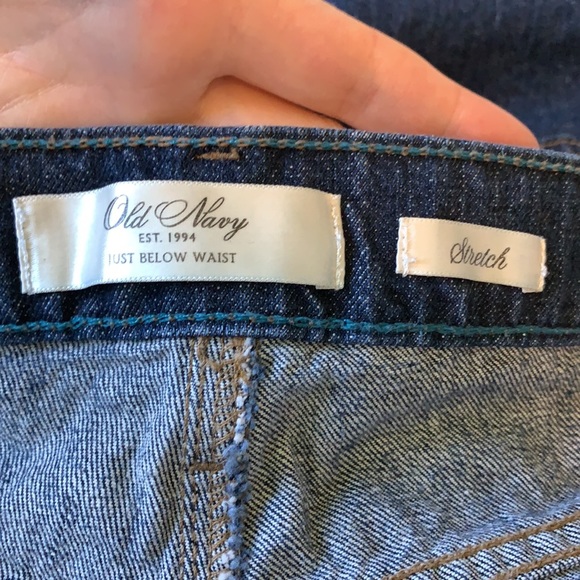 Old Navy
EST. 1994
JUST BELOW WAIST
Stretch